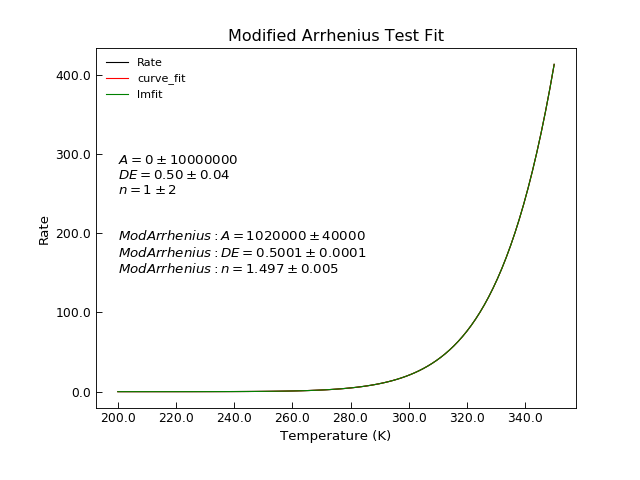 Modified Arrhenius Test Fit
Rate
curve_fit
lmfit
A = 0 ± 10000000
DE = 0.50 ± 0.04
n = 1 ± 2
ModArrhenius : A = 1020000 ± 40000
ModArrhenius : DE = 0.5001 ± 0.0001
ModArrhenius : n = 1.497 ± 0.005
Rate
400.0
300.0
200.0
100.0
0.0
200.0 220.0 240.0 260.0 280.0 300.0 320.0 340.0
Temperature (K)